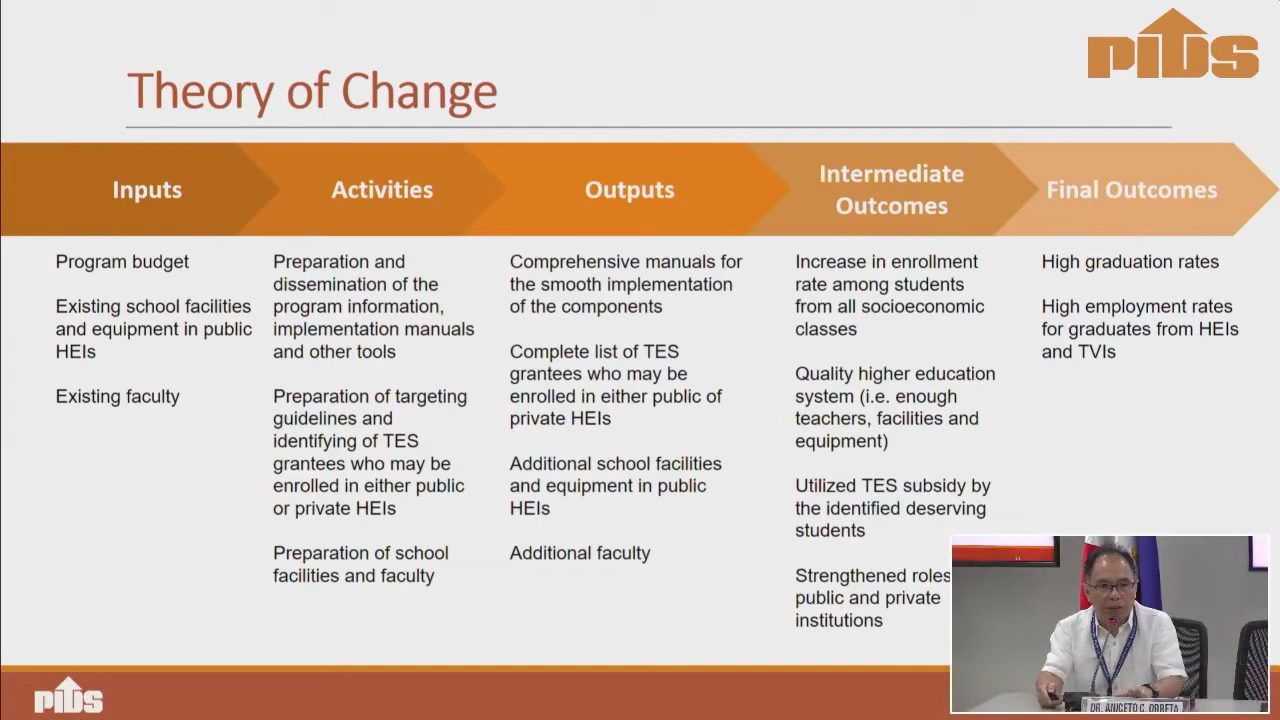 PIDS
Theory of Change
Inputs
Activities
Outputs
Intermediate
Outcomes
Final Outcomes
Program budget
Existing school facilities
and equipment in public
HEIs
Existing faculty
Preparation and
dissemination of the
program information,
implementation manuals
and other tools
Preparation of targeting
guidelines and
identifying of TES
grantees who may be
enrolled in either public
or private HEIs
Preparation of school
facilities and faculty
Comprehensive manuals for
the smooth implementation
of the components
Complete list of TES
grantees who may be
enrolled in either public of
private HEIs
Additional school facilities
and equipment in public
HEIs
Additional faculty
Increase in enrollment
rate among students
from all socioeconomic
classes
Quality higher education
system (i.e. enough
teachers, facilities and
equipment)
Utilized TES subsidy by
the identified deserving
students
Strengthened roles
public and private
institutions
High graduation rates
High employment rates
for graduates from HEIs
and TVIs
DR. ANICETO C. ORBETA
PIDS